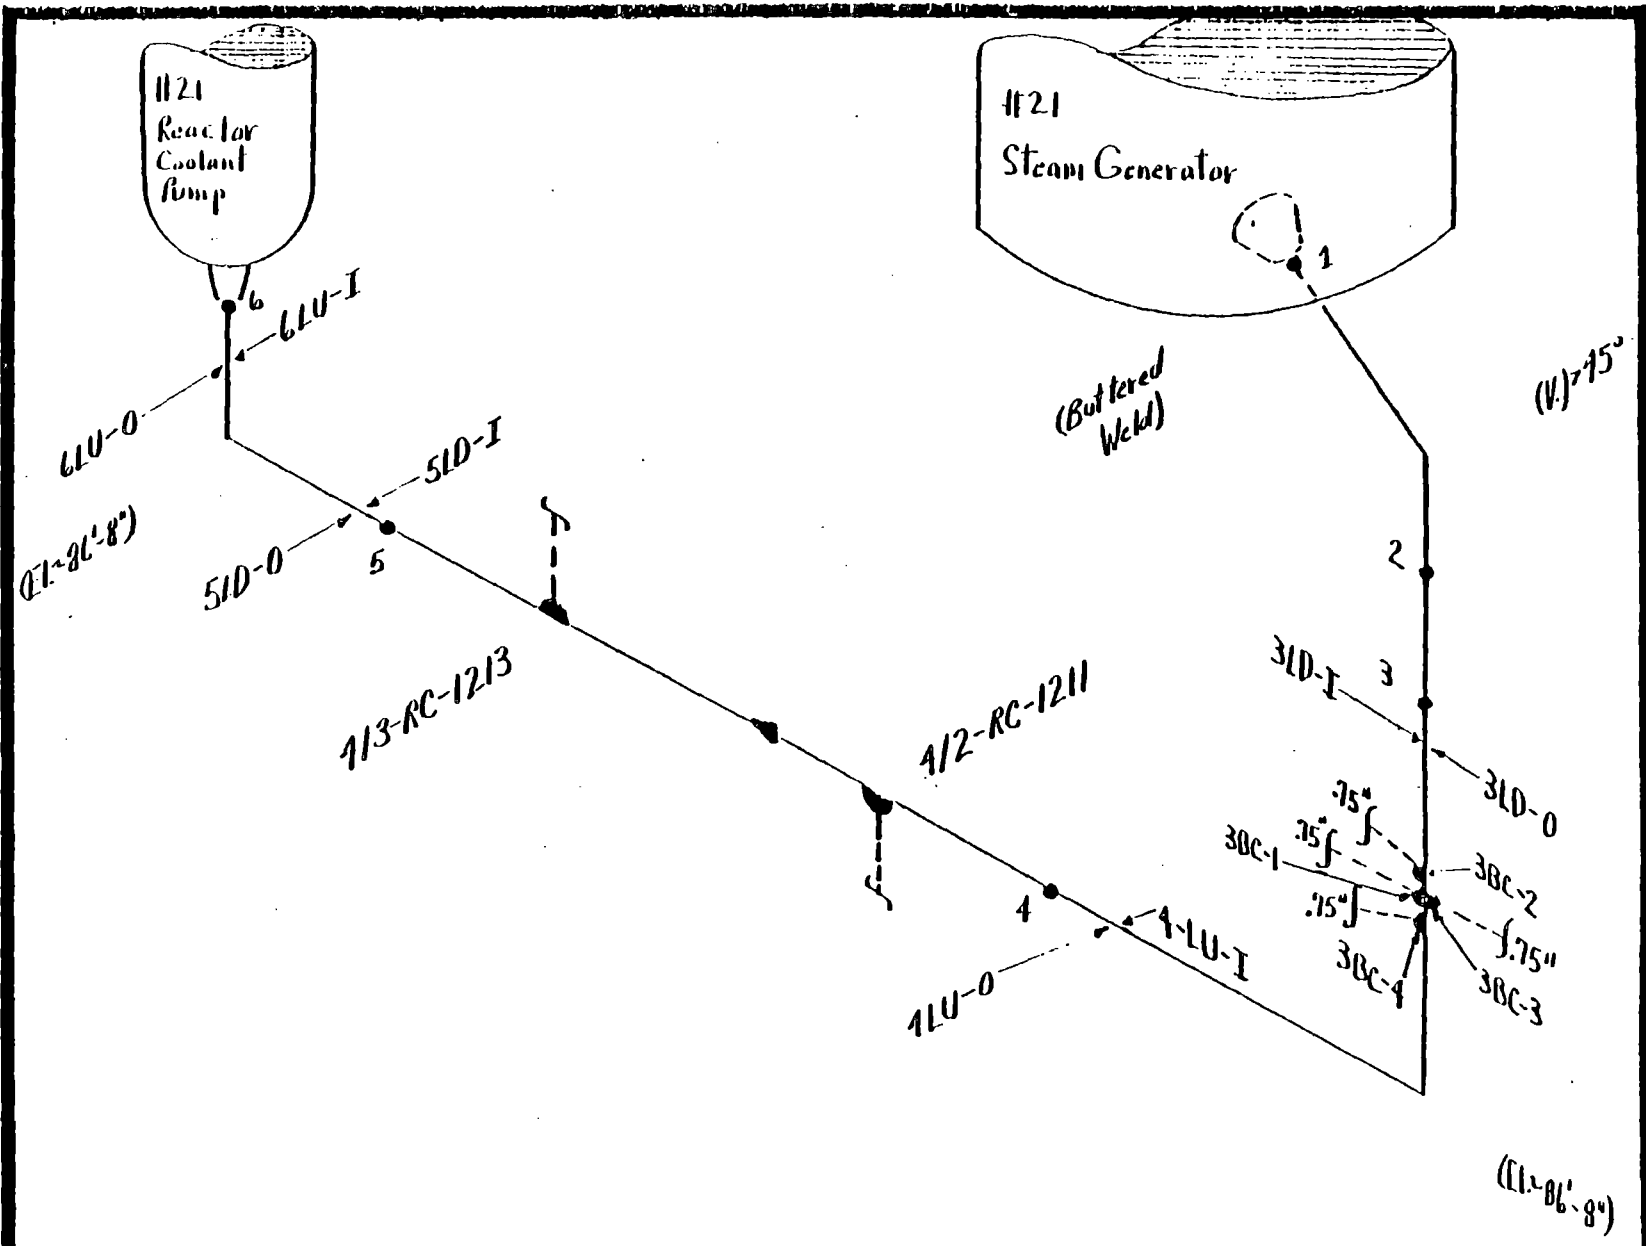 #21
Reactor
Coolant
Pump
#21
Steam Generator
1
6
6LU-I
6LU-O
(Buttered
Weld)
(V.)>45°
5LD-I
5LD-O
5
(El.~86'-8")
2
3
3LD-I
3LD-O
4/3-RC-1213
4/2-RC-1211
.75"
.75"
3BC-1
3BC-2
.75"
.75"
3BC-4
3BC-3
4
4-LU-I
4LU-O
(El.~86'-8")